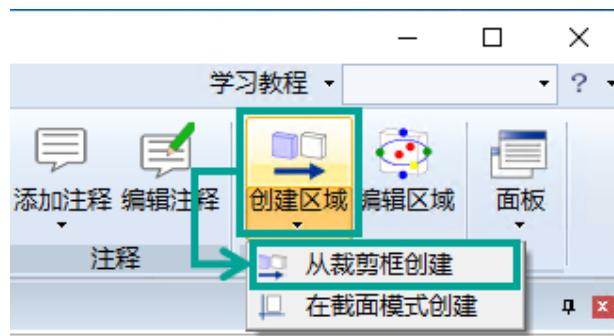 学习教程
?
添加注释 编辑注释 创建区域 编辑区域 面板
注释
从裁剪框创建
在截面模式创建